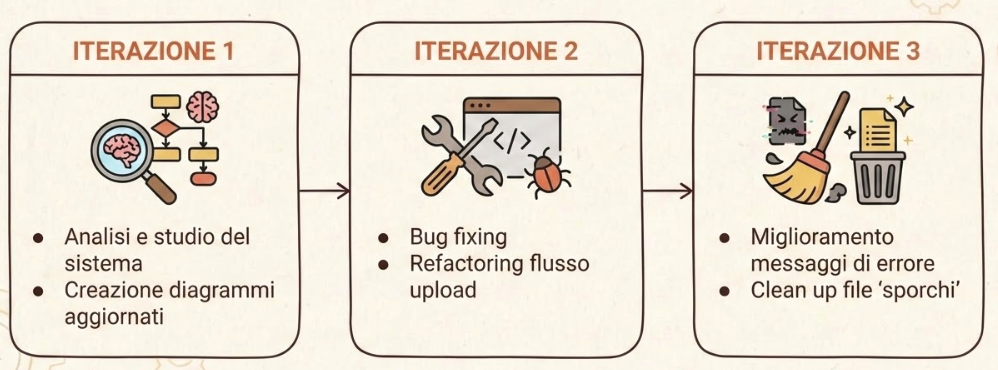 ITERAZIONE 1
Analisi e studio del
sistema
Creazione diagrammi
aggiornati
ITERAZIONE 2
</>
Bug fixing
Refactoring flusso
upload
ITERAZIONE 3
Miglioramento
messaggi di errore
Clean up file ‘sporchi’